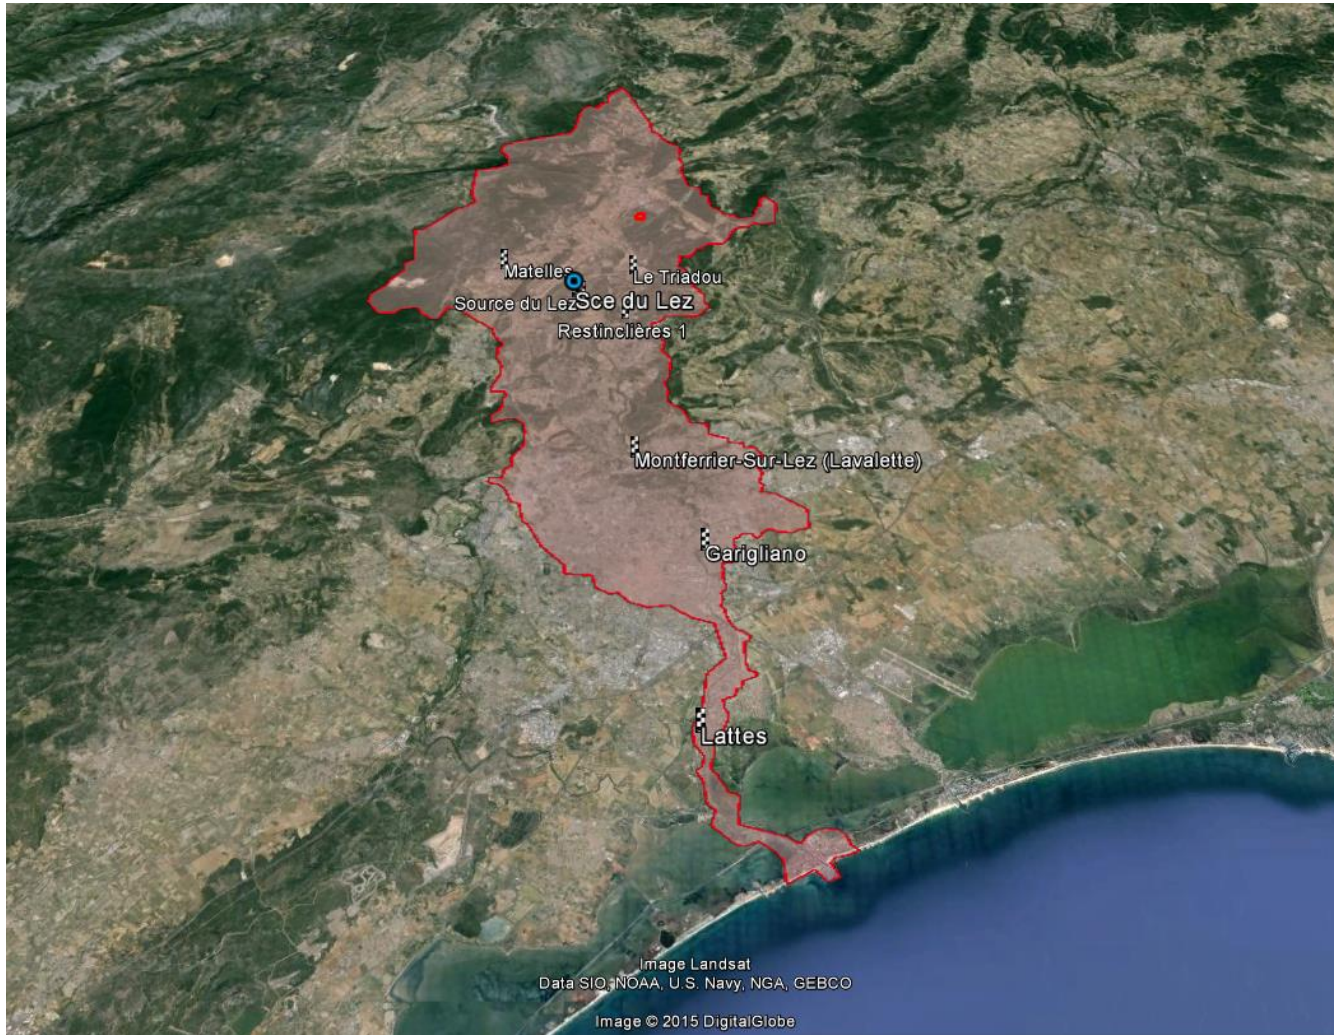 Matelles
Le Triadou
Source du Lez
Sce du Lez
Restinclières 1
Montferrier-Sur-Lez (Lavalette)
Garigliano
Lattes
Image Landsat
Data SIO, NOAA, U.S. Navy, NGA, GEBCO
Image © 2015 DigitalGlobe